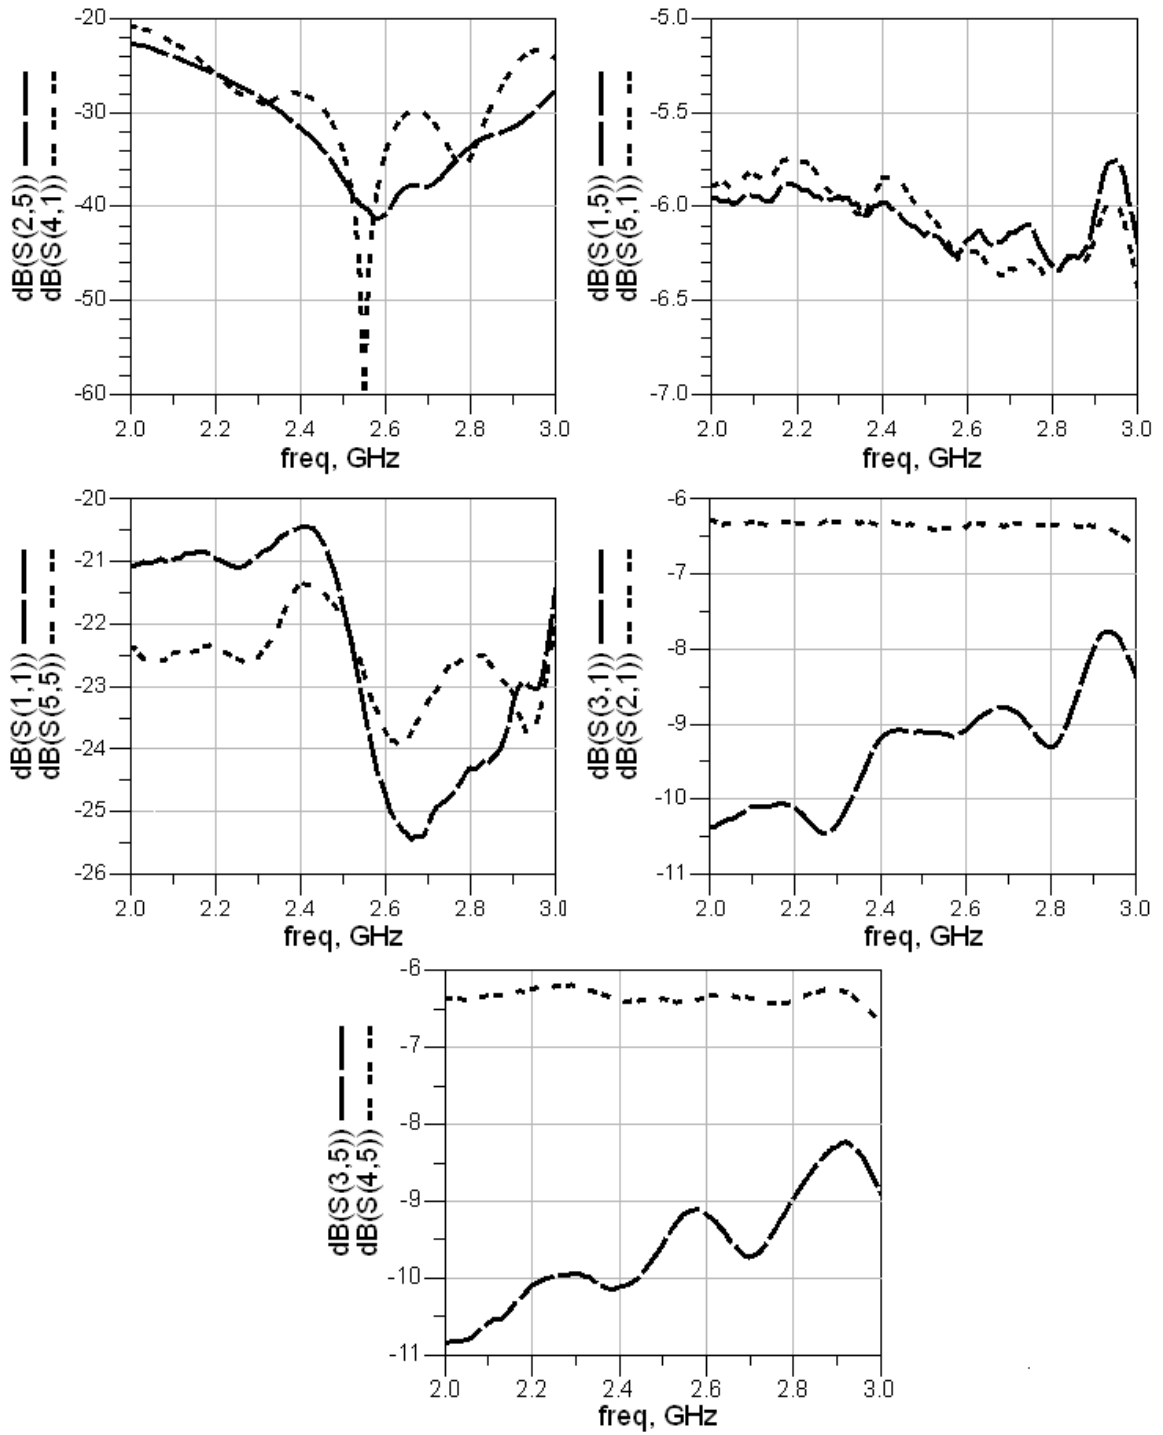 -20
-30
-40
-50
-60
2.0 2.2 2.4 2.6 2.8 3.0
freq, GHz
dB(S(2,5))
dB(S(4,1))
-5.0
-5.5
-6.0
-6.5
-7.0
2.0 2.2 2.4 2.6 2.8 3.0
freq, GHz
dB(S(1,5))
dB(S(5,1))
-20
-21
-22
-23
-24
-25
-26
2.0 2.2 2.4 2.6 2.8 3.0
freq, GHz
dB(S(1,1))
dB(S(5,5))
-6
-7
-8
-9
-10
-11
2.0 2.2 2.4 2.6 2.8 3.0
freq, GHz
dB(S(3,1))
dB(S(2,1))
-6
-7
-8
-9
-10
-11
2.0 2.2 2.4 2.6 2.8 3.0
freq, GHz
dB(S(3,5))
dB(S(4,5))